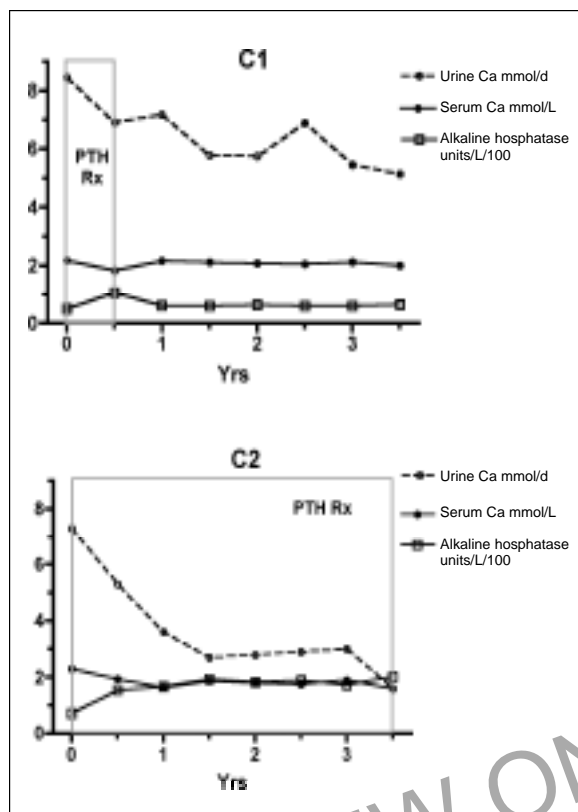 C1
Urine Ca mmol/d
Serum Ca mmol/L
Alkaline hosphatase
units/L/100
8
6
4
2
0
PTH
Rx
0 1 2 3
Yrs
C2
Urine Ca mmol/d
Serum Ca mmol/L
Alkaline hosphatase
units/L/100
PTH Rx
8
6
4
2
0
0 1 2 3
Yrs